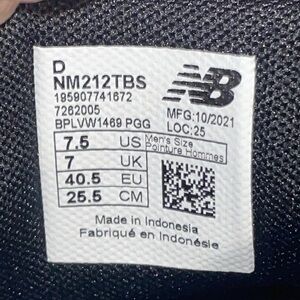 D
NM212TBS
195907741672
7262005
BPLVW1469 PGG
NB
MFG:10/2021
LOC:25
7.5 US Men's Size
7 UK Pointure Hommes
40.5 EU
25.5 CM
Made in Indonesia
Fabriqué en Indonésie